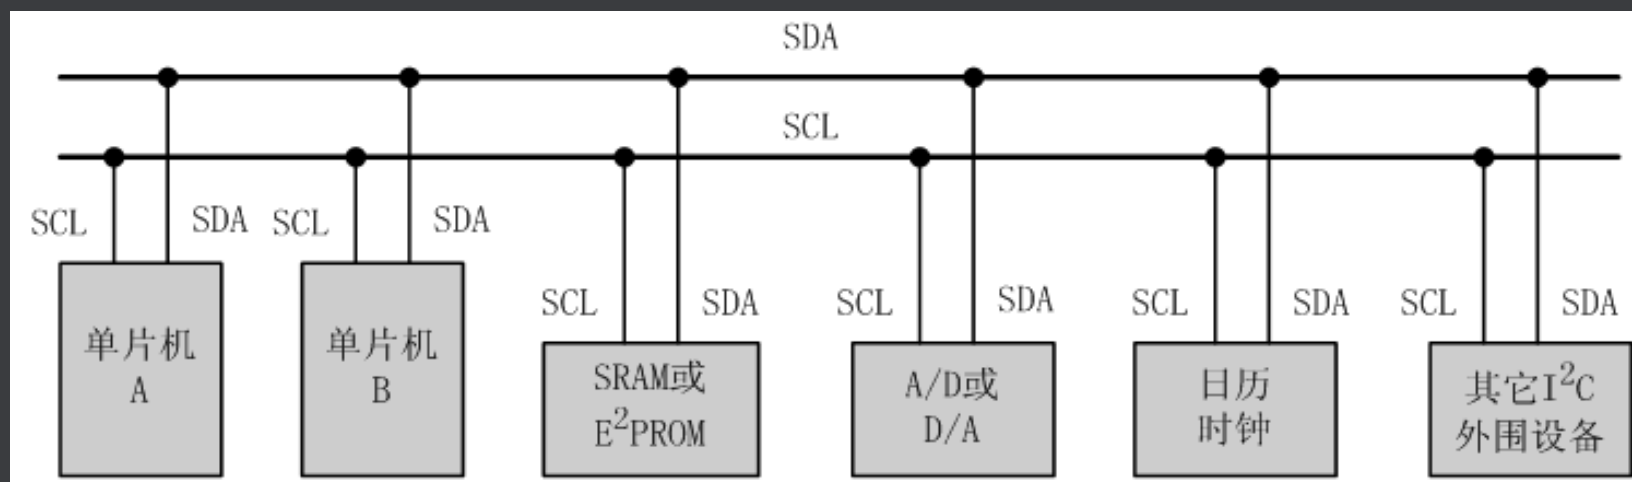 SDA
SCL
SCL
SDA
SCL
SDA
SCL
SDA
SCL
SDA
SCL
SDA
SCL
SDA
单片机
A
单片机
B
SRAM或
E²PROM
A/D或
D/A
日历
时钟
其它I²C
外围设备